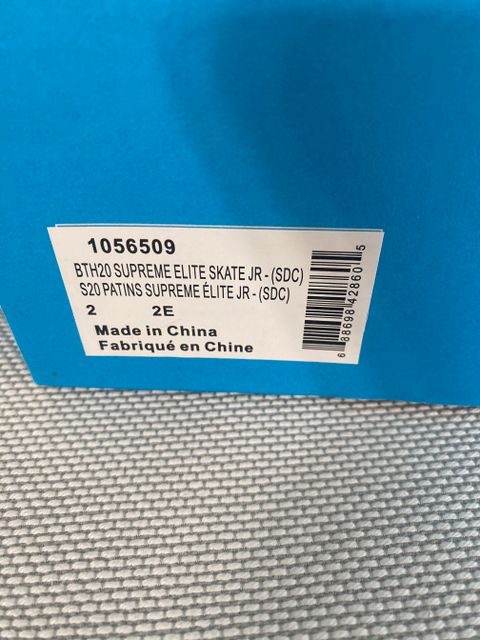 1056509
BTH20 SUPREME ELITE SKATE JR - (SDC)
S20 PATINS SUPREME ÉLITE JR - (SDC)
2 2E
Made in China
Fabriqué en Chine
6 88698 42860 5